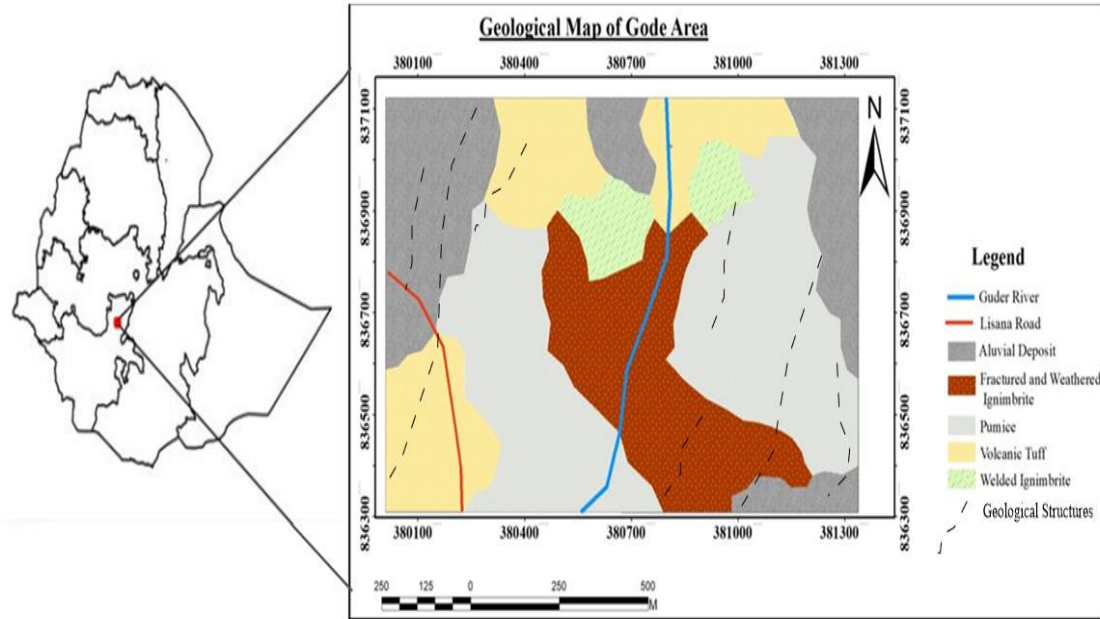 Geological Map of Gode Area
380100 380400 380700 381000 381300
837100 837100
N
836900 836900
836700 836700
836500 836500
836300 836300
380100 380400 380700 381000 381300
Legend
Guder River
Lisana Road
Aluvial Deposit
Fractured and Weathered
Ignimbrite
Pumice
Volcanic Tuff
Welded Ignimbrite
Geological Structures
250 125 0 250 500
M